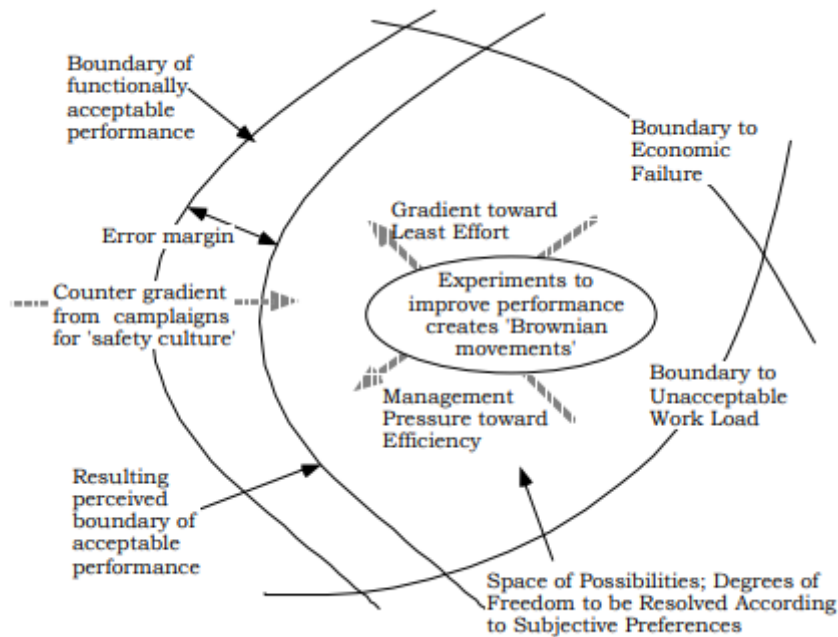 Boundary of
functionally
acceptable
performance
Boundary to
Economic
Failure
Gradient toward
Least Effort
Error margin
Experiments to
improve performance
creates 'Brownian
movements'
Counter gradient
from camplaigns
for 'safety culture'
Management
Pressure toward
Efficiency
Boundary to
Unacceptable
Work Load
Resulting
perceived
boundary of
acceptable
performance
Space of Possibilities; Degrees of
Freedom to be Resolved According
to Subjective Preferences